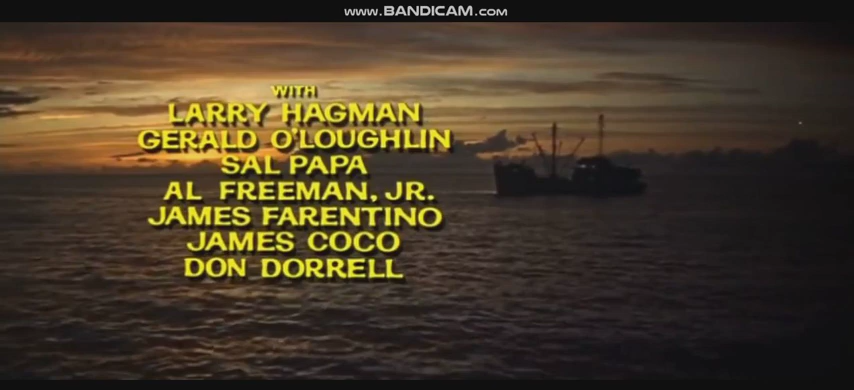 www.BANDICAM.com
WITH
LARRY HAGMAN
GERALD O'LOUGHLIN
SAL PAPA
AL FREEMAN, JR.
JAMES FARENTINO
JAMES COCO
DON DORRELL